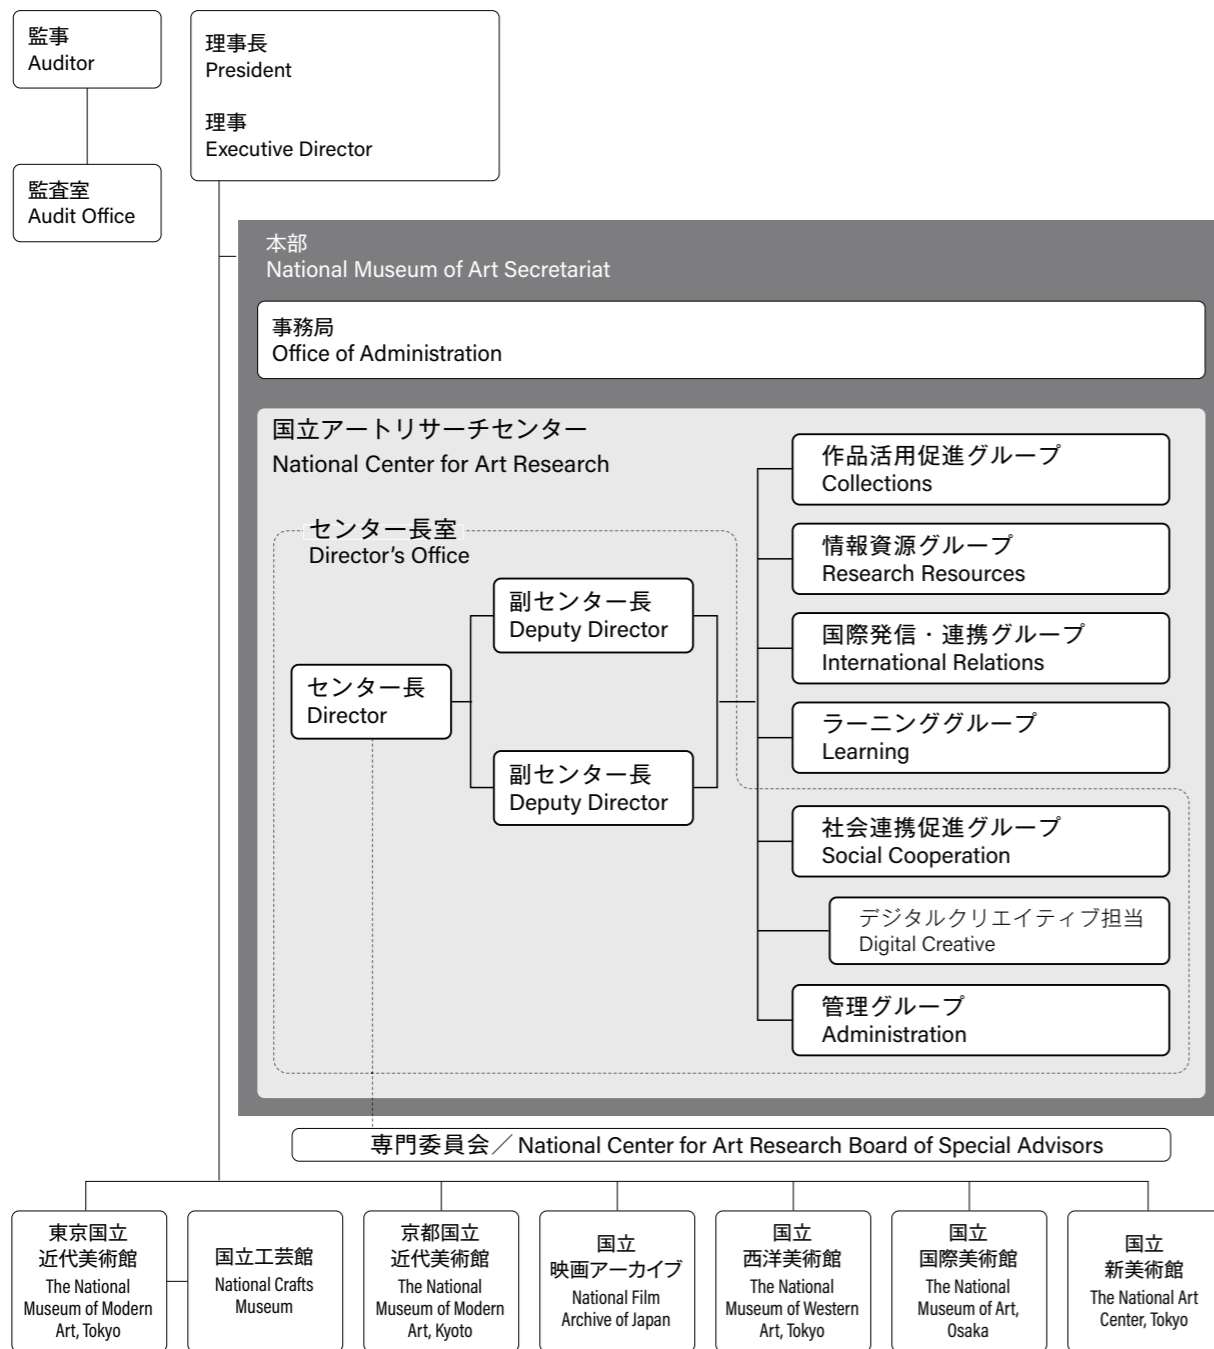 監事
Auditor
監査室
Audit Office
理事長
President
理事
Executive Director
本部
National Museum of Art Secretariat
事務局
Office of Administration
国立アートリサーチセンター
National Center for Art Research
センター長室
Director's Office
センター長
Director
副センター長
Deputy Director
副センター長
Deputy Director
作品活用促進グループ
Collections
情報資源グループ
Research Resources
国際発信・連携グループ
International Relations
ラーニンググループ
Learning
社会連携促進グループ
Social Cooperation
デジタルクリエイティブ担当
Digital Creative
管理グループ
Administration
専門委員会／National Center for Art Research Board of Special Advisors
東京国立
近代美術館
The National
Museum of Modern
Art, Tokyo
国立工芸館
National Crafts
Museum
京都国立
近代美術館
The National
Museum of Modern
Art, Kyoto
国立
映画アーカイブ
National Film
Archive of Japan
国立
西洋美術館
The National
Museum of Western
Art, Tokyo
国立
国際美術館
The National
Museum of Art,
Osaka
国立
新美術館
The National Art
Center, Tokyo